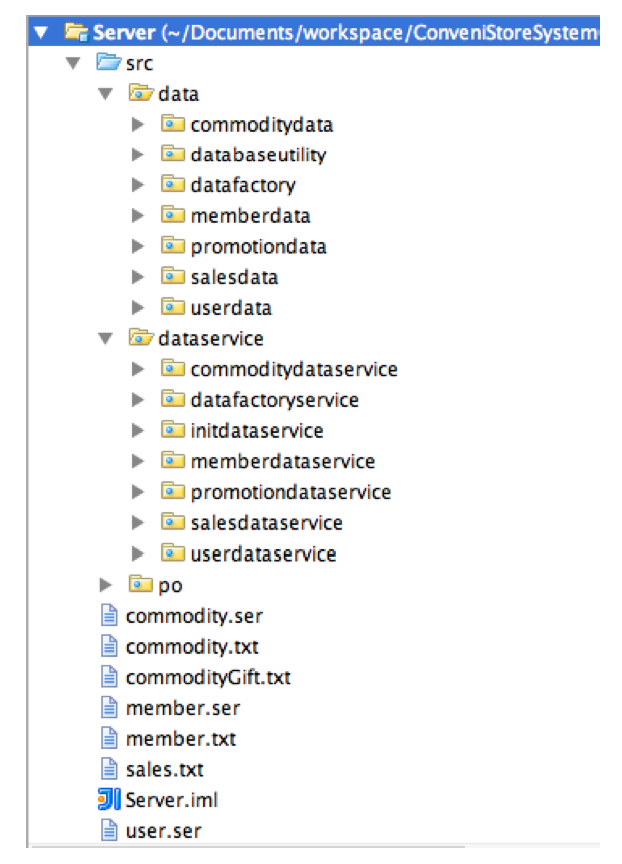 Server (~/Documents/workspace/ConveniStoreSystem
src
data
commoditydata
databaseutility
datafactory
memberdata
promotiondata
salesdata
userdata
dataservice
commoditydataservice
datafactoryservice
initdataservice
memberdataservice
promotiondataservice
salesdataservice
userdataservice
po
commodity.ser
commodity.txt
commodityGift.txt
member.ser
member.txt
sales.txt
Server.iml
user.ser